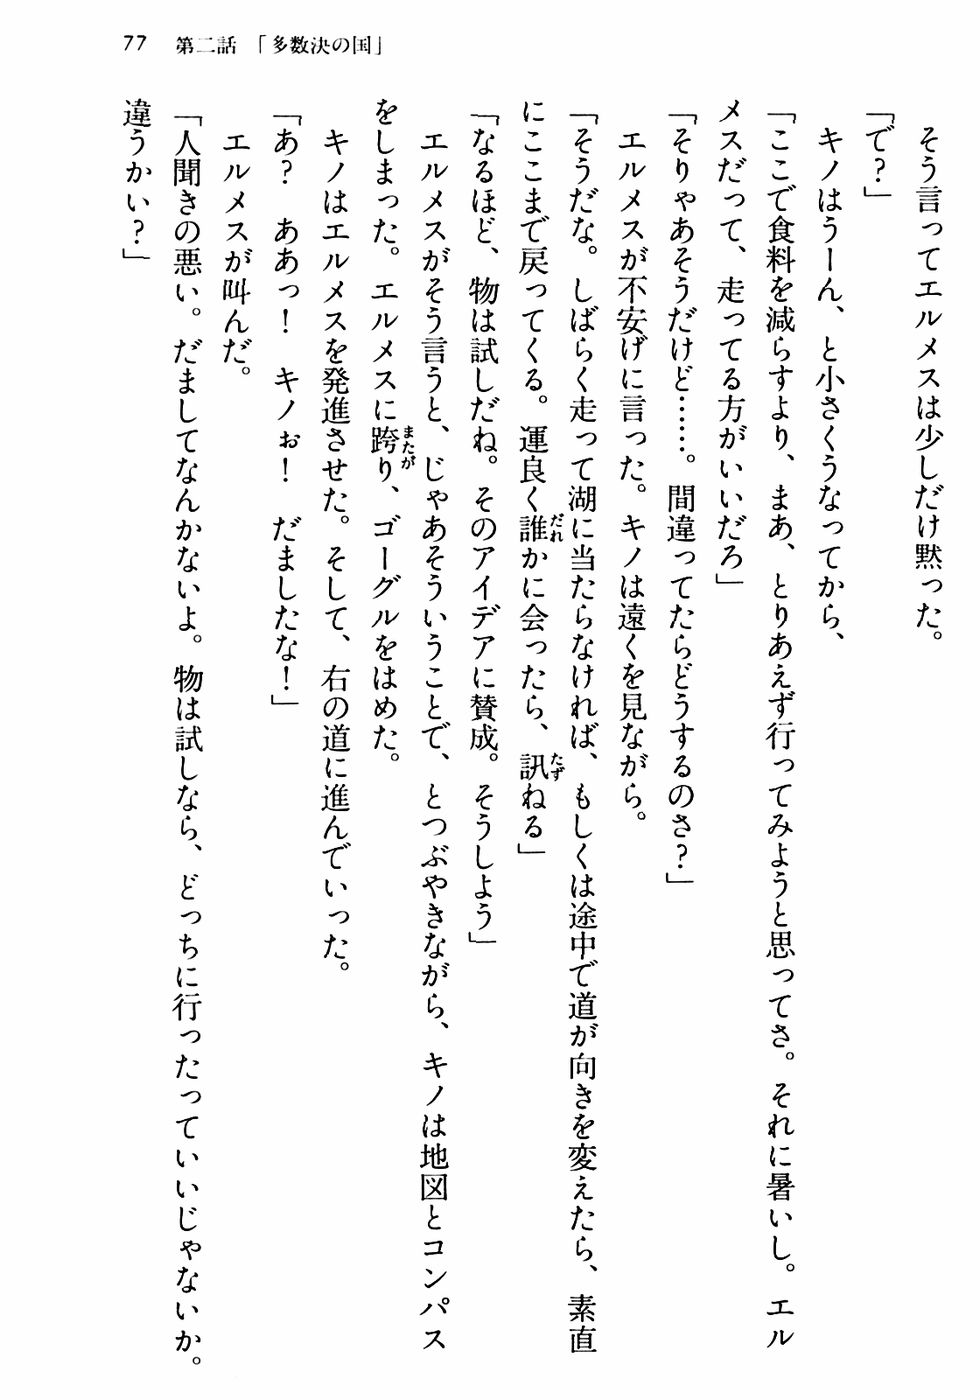 77 第二話 「多数決の国」
そう言ってエルメスは少しだけ黙った。
「で？」
キノはうーん、と小さくうなってから、
「ここで食料を減らすより、まあ、とりあえず行ってみようと思ってさ。それに暑いし。エル
メスだって、走ってる方がいいだろ」
「そりゃあそうだけど……。間違ってたらどうするのさ？」
エルメスが不安げに言った。キノは遠くを見ながら。
「そうだな。しばらく走って湖に当たらなければ、もしくは途中で道が向きを変えたら、素直
にここまで戻ってくる。運良く誰かに会ったら、訊ねる」
「なるほど、物は試しだね。そのアイデアに賛成。そうしよう」
エルメスがそう言うと、じゃあそういうことで、とつぶやきながら、キノは地図とコンパス
をしまった。エルメスに跨り、ゴーグルをはめた。
キノはエルメスを発進させた。そして、右の道に進んでいった。
「あ？　ああっ！　キノぉ！　だましたな！」
エルメスが叫んだ。
「人聞きの悪い。だましてなんかないよ。物は試しなら、どっちに行ったっていいじゃないか。
違うかい？」